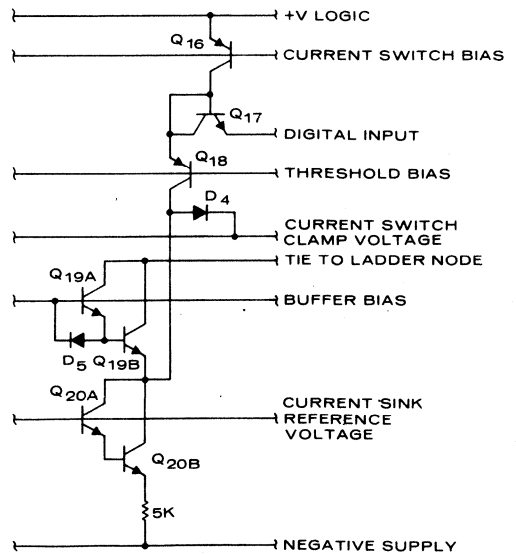 +V LOGIC
Q16
CURRENT SWITCH BIAS
Q17
DIGITAL INPUT
Q18
THRESHOLD BIAS
D4
CURRENT SWITCH
CLAMP VOLTAGE
TIE TO LADDER NODE
Q19A
BUFFER BIAS
D5 Q19B
Q20A
CURRENT SINK
REFERENCE
VOLTAGE
Q20B
5K
NEGATIVE SUPPLY